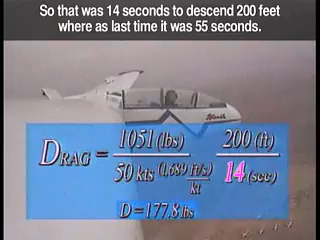 So that was 14 seconds to descend 200 feet
where as last time it was 55 seconds.
DRAG = 1051 (lbs) 200 (ft)
50 kts (1,689 ft/s) 14 (sec)
kt
D = 177.8 lbs